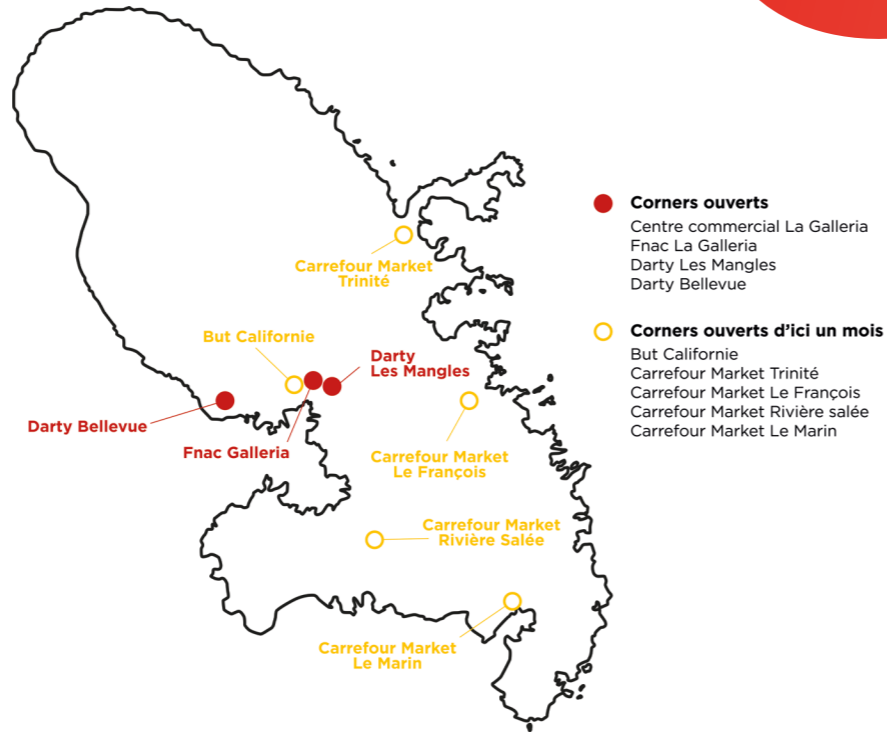 Carrefour Market
Trinité
But Californie
Darty
Les Mangles
Darty Bellevue
Fnac Galleria
Carrefour Market
Le François
Carrefour Market
Rivière Salée
Carrefour Market
Le Marin
Corners ouverts
Centre commercial La Galleria
Fnac La Galleria
Darty Les Mangles
Darty Bellevue
Corners ouverts d'ici un mois
But Californie
Carrefour Market Trinité
Carrefour Market Le François
Carrefour Market Rivière salée
Carrefour Market Le Marin